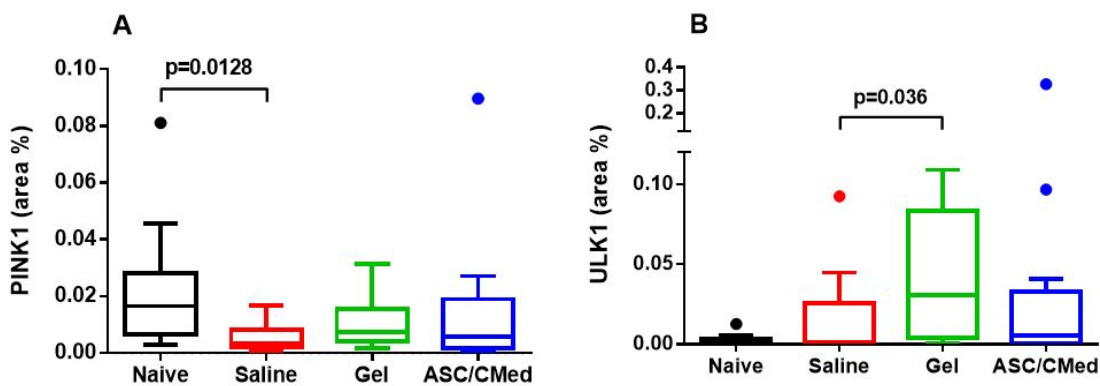 A
PINK1 (area %)
0.10
0.08
0.06
0.04
0.02
0.00
p=0.0128
Naive Saline Gel ASC/CMed
B
ULK1 (area %)
0.4
0.3
0.2
0.10
0.05
0.00
p=0.036
Naive Saline Gel ASC/CMed